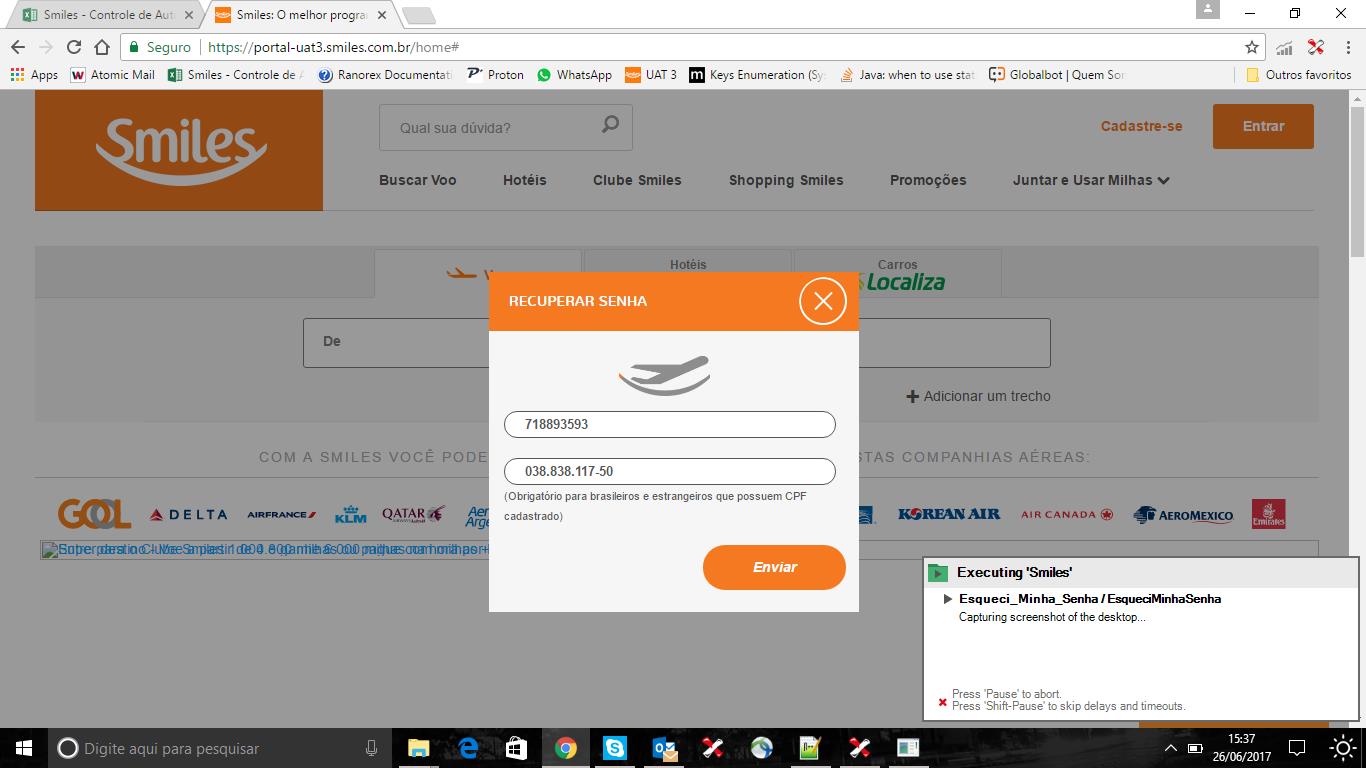 Smiles - Controle de Auto
Smiles: O melhor progra
Seguro
https://portal-uat3.smiles.com.br/home#
Apps
Atomic Mail
Smiles - Controle de A
Ranorex Documentati
Proton
WhatsApp
UAT 3
Keys Enumeration (Sy
Java: when to use stat
Globalbot | Quem Som
Outros favoritos
Smiles
Qual sua dúvida?
Cadastre-se
Entrar
Buscar Voo
Hotéis
Clube Smiles
Shopping Smiles
Promoções
Juntar e Usar Milhas
Hotéis
Carros
Localiza
RECUPERAR SENHA
De
718893593
Adicionar um trecho
038.838.117-50
(Obrigatório para brasileiros e estrangeiros que possuem CPF
cadastrado)
COM A SMILES VOCÊ PODE
STAS COMPANHIAS AÉREAS:
GOL
DELTA
AIRFRANCE
KLM
QATAR
KOREAN AIR
AIR CANADA
AEROMEXICO
Emirates
Enviar
Executing 'Smiles'
Esqueci_Minha_Senha / EsqueciMinhaSenha
Capturing screenshot of the desktop...
Press 'Pause' to abort.
Press 'Shift-Pause' to skip delays and timeouts.
Digite aqui para pesquisar
15:37
26/06/2017